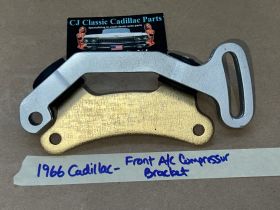 CJ Classic Cadillac Parts
1966 Cadillac - Front A/C Compressor
Bracket